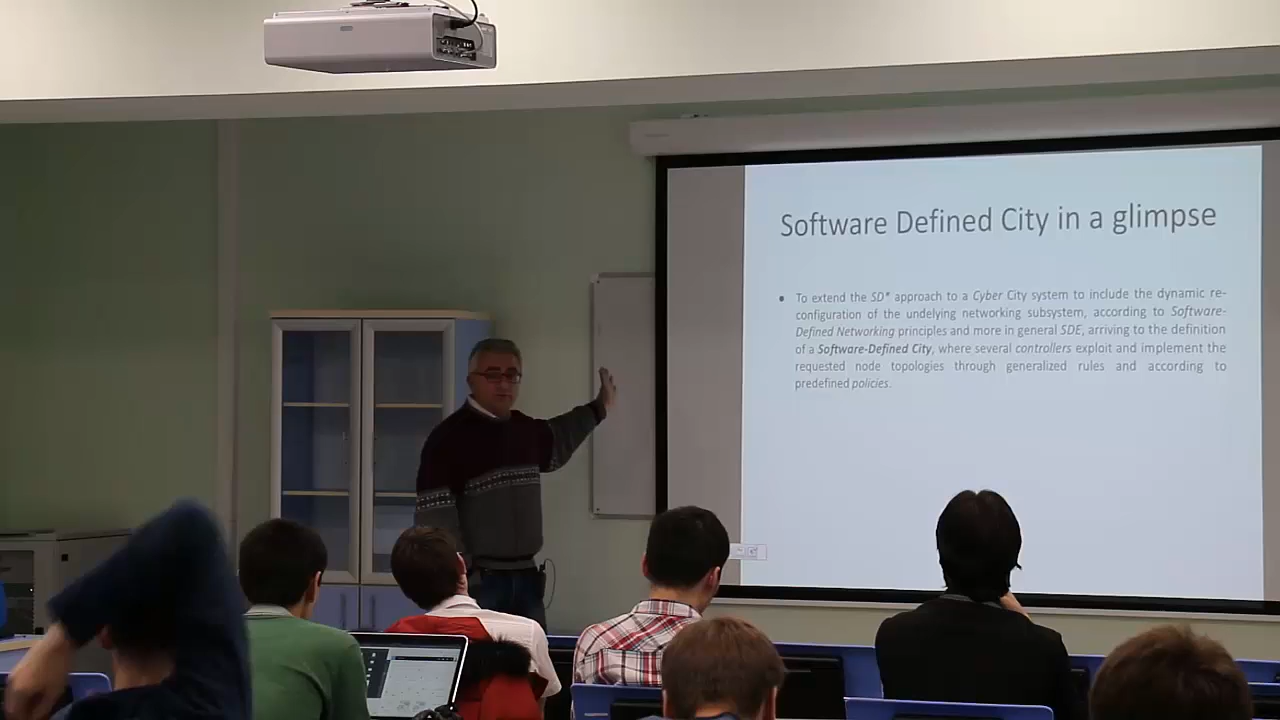 Software Defined City in a glimpse
• To extend the SD* approach to a Cyber City system to include the dynamic re-
configuration of the undelying networking subsystem, according to Software-
Defined Networking principles and more in general SDE, arriving to the definition
of a Software-Defined City, where several controllers exploit and implement the
requested node topologies through generalized rules and according to
predefined policies.